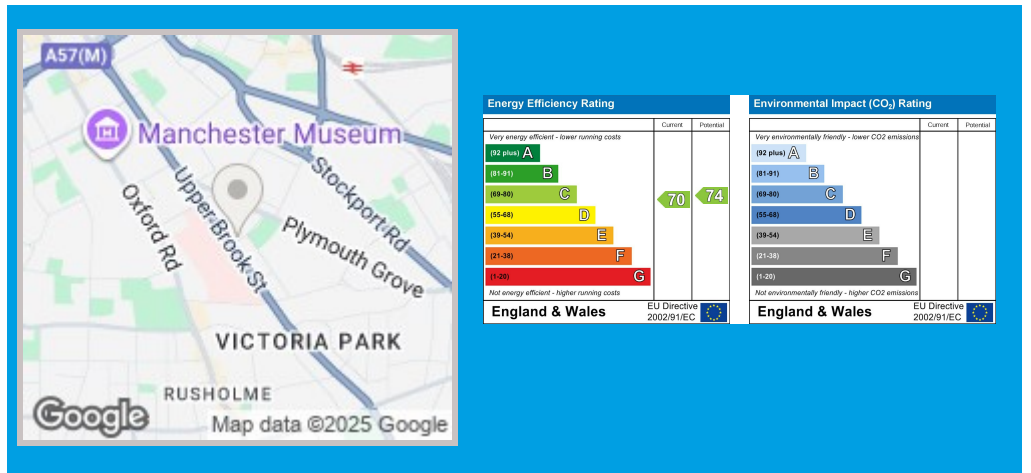 A57(M)
Manchester Museum
Stockport Rd
Upper Brook St
Oxford Rd
Plymouth Grove
VICTORIA PARK
RUSHOLME
Google
Map data ©2025 Google
Energy Efficiency Rating
Current Potential
Very energy efficient - lower running costs
(92 plus) A
(81-91) B
(69-80) C
70 74
(55-68) D
(39-54) E
(21-38) F
(1-20) G
Not energy efficient - higher running costs
England & Wales
EU Directive
2002/91/EC
Environmental Impact (CO₂) Rating
Current Potential
Very environmentally friendly - lower CO2 emissions
(92 plus) A
(81-91) B
(69-80) C
(55-68) D
(39-54) E
(21-38) F
(1-20) G
Not environmentally friendly - higher CO2 emissions
England & Wales
EU Directive
2002/91/EC